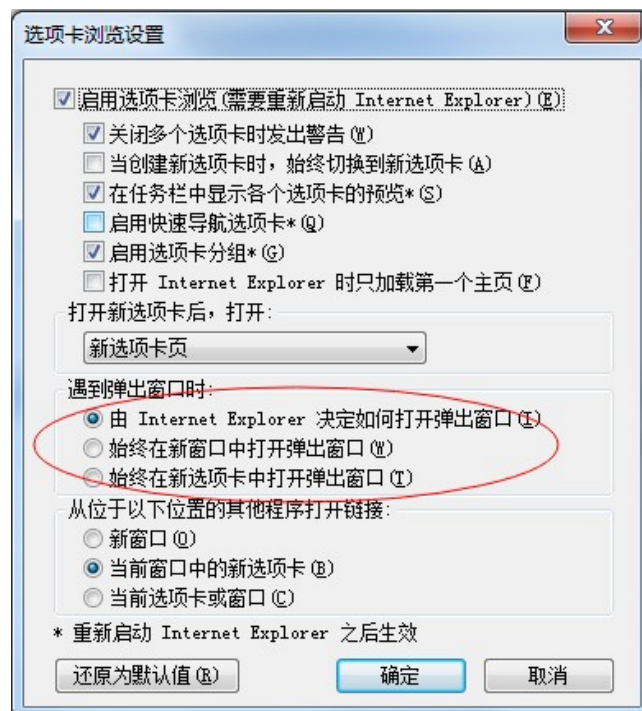 选项卡浏览设置
启用选项卡浏览(需要重新启动 Internet Explorer)(E)
关闭多个选项卡时发出警告(W)
当创建新选项卡时，始终切换到新选项卡(A)
在任务栏中显示各个选项卡的预览*(S)
启用快速导航选项卡*(Q)
启用选项卡分组*(G)
打开 Internet Explorer 时只加载第一个主页(F)
打开新选项卡后，打开:
新选项卡页
遇到弹出窗口时:
由 Internet Explorer 决定如何打开弹出窗口(I)
始终在新窗口中打开弹出窗口(W)
始终在新选项卡中打开弹出窗口(T)
从位于以下位置的其他程序打开链接:
新窗口(O)
当前窗口中的新选项卡(B)
当前选项卡或窗口(C)
* 重新启动 Internet Explorer 之后生效
还原为默认值(R) 确定 取消